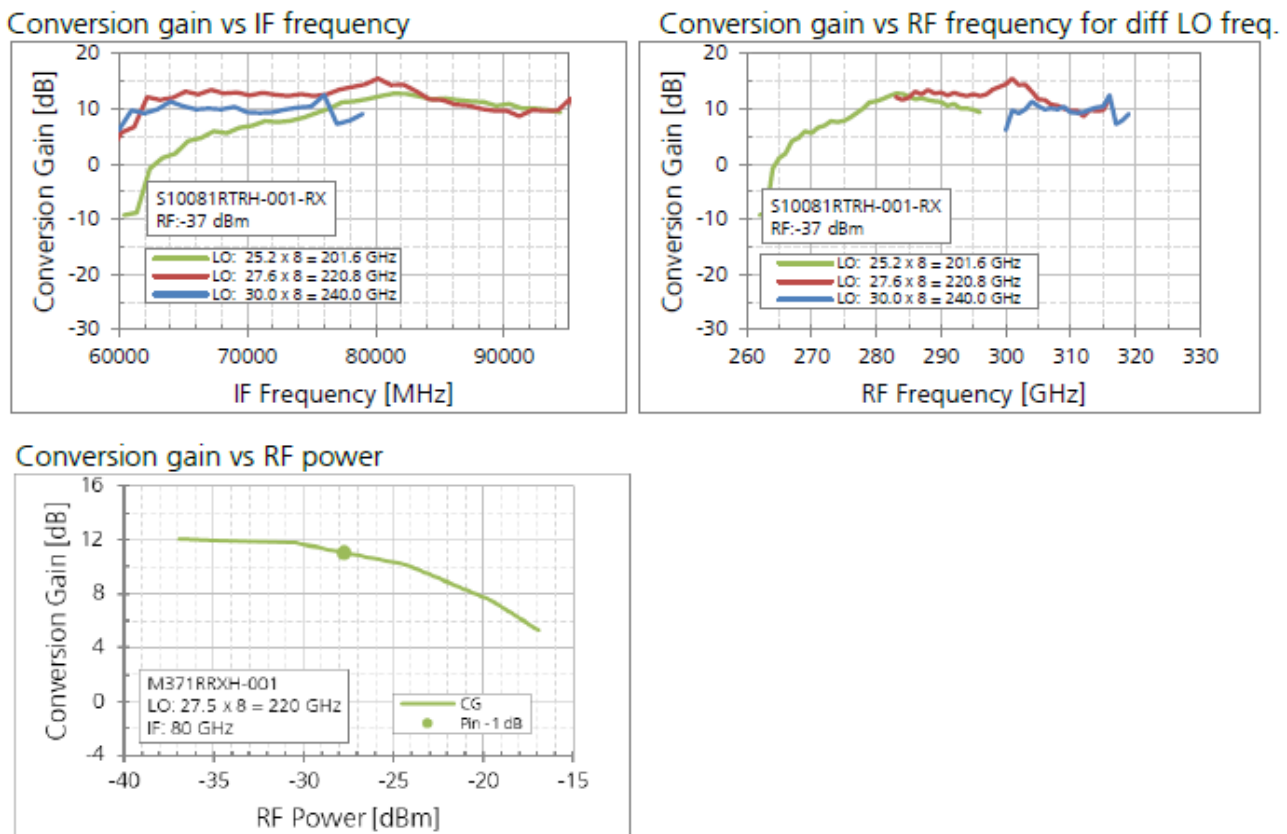 Conversion gain vs IF frequency
20
10
0
-10
-20
-30
Conversion Gain [dB]
S10081RTRH-001-RX
RF:-37 dBm
LO: 25.2 x 8 = 201.6 GHz
LO: 27.6 x 8 = 220.8 GHz
LO: 30.0 x 8 = 240.0 GHz
60000 70000 80000 90000
IF Frequency [MHz]
Conversion gain vs RF frequency for diff LO freq.
20
10
0
-10
-20
-30
Conversion Gain [dB]
S10081RTRH-001-RX
RF:-37 dBm
LO: 25.2 x 8 = 201.6 GHz
LO: 27.6 x 8 = 220.8 GHz
LO: 30.0 x 8 = 240.0 GHz
260 270 280 290 300 310 320 330
RF Frequency [GHz]
Conversion gain vs RF power
16
12
8
4
0
-4
Conversion Gain [dB]
M371RRXH-001
LO: 27.5 x 8 = 220 GHz
IF: 80 GHz
CG
Pin -1 dB
-40 -35 -30 -25 -20 -15
RF Power [dBm]